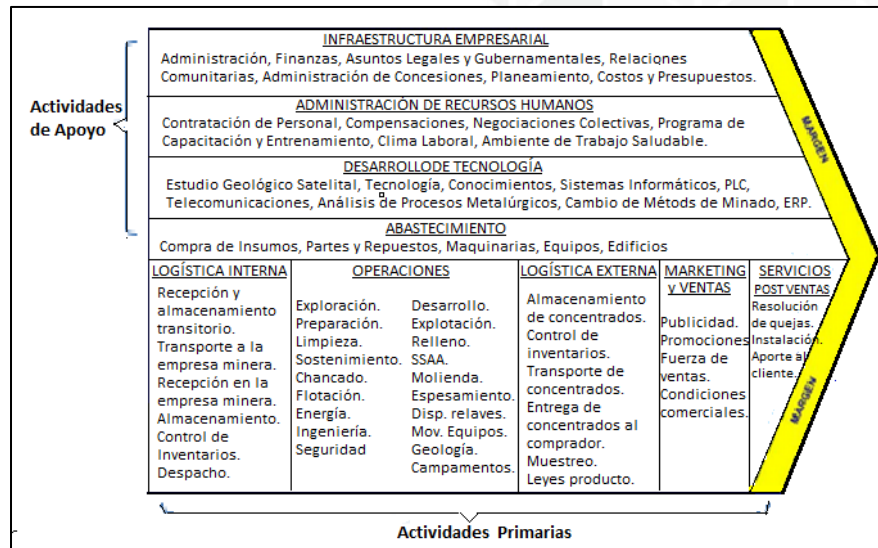 INFRAESTRUCTURA EMPRESARIAL
Administración, Finanzas, Asuntos Legales y Gubernamentales, Relaciones
Comunitarias, Administración de Concesiones, Planeamiento, Costos y Presupuestos.
Actividades
de Apoyo
ADMINISTRACIÓN DE RECURSOS HUMANOS
Contratación de Personal, Compensaciones, Negociaciones Colectivas, Programa de
Capacitación y Entrenamiento, Clima Laboral, Ambiente de Trabajo Saludable.
DESARROLLODE TECNOLOGÍA
Estudio Geológico Satelital, Tecnología, Conocimientos, Sistemas Informáticos, PLC,
Telecomunicaciones, Análisis de Procesos Metalúrgicos, Cambio de Métods de Minado, ERP.
ABASTECIMIENTO
Compra de Insumos, Partes y Repuestos, Maquinarias, Equipos, Edificios
MARGEN
LOGÍSTICA INTERNA
Recepción y
almacenamiento
transitorio.
Transporte a la
empresa minera.
Recepción en la
empresa minera.
Almacenamiento.
Control de
Inventarios.
Despacho.
OPERACIONES
Exploración.
Preparación.
Limpieza.
Sostenimiento.
Chancado.
Flotación.
Energía.
Ingeniería.
Seguridad
Desarrollo.
Explotación.
Relleno.
SSAA.
Molienda.
Espesamiento.
Disp. relaves.
Mov. Equipos.
Geología.
Campamentos.
LOGÍSTICA EXTERNA
Almacenamiento
de concentrados.
Control de
inventarios.
Transporte de
concentrados.
Entrega de
concentrados al
comprador.
Muestreo.
Leyes producto.
MARKETING
y VENTAS
Publicidad.
Promociones
Fuerza de
ventas.
Condiciones
comerciales.
SERVICIOS
POST VENTAS
Resolución
de quejas.
Instalación.
Aporte al
cliente.
MARGEN
Actividades Primarias